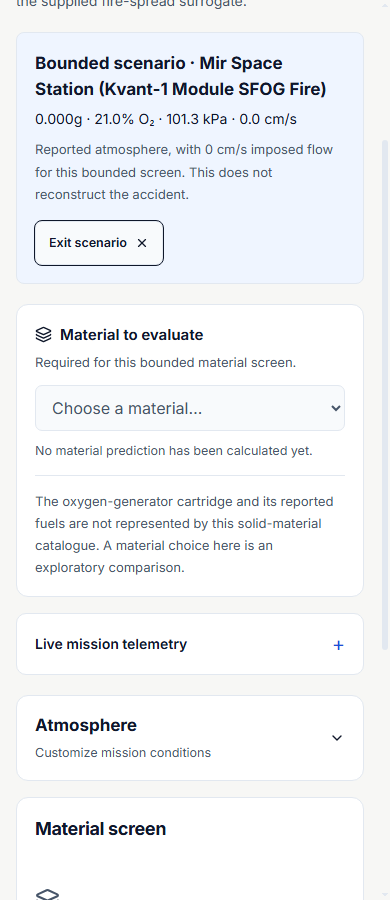 the supplied fire-spread surrogate.
Bounded scenario · Mir Space
Station (Kvant-1 Module SFOG Fire)
0.000g · 21.0% O₂ · 101.3 kPa · 0.0 cm/s
Reported atmosphere, with 0 cm/s imposed flow
for this bounded screen. This does not
reconstruct the accident.
Exit scenario ✕
Material to evaluate
Required for this bounded material screen.
Choose a material...
No material prediction has been calculated yet.
The oxygen-generator cartridge and its reported
fuels are not represented by this solid-material
catalogue. A material choice here is an
exploratory comparison.
Live mission telemetry +
Atmosphere
Customize mission conditions
Material screen